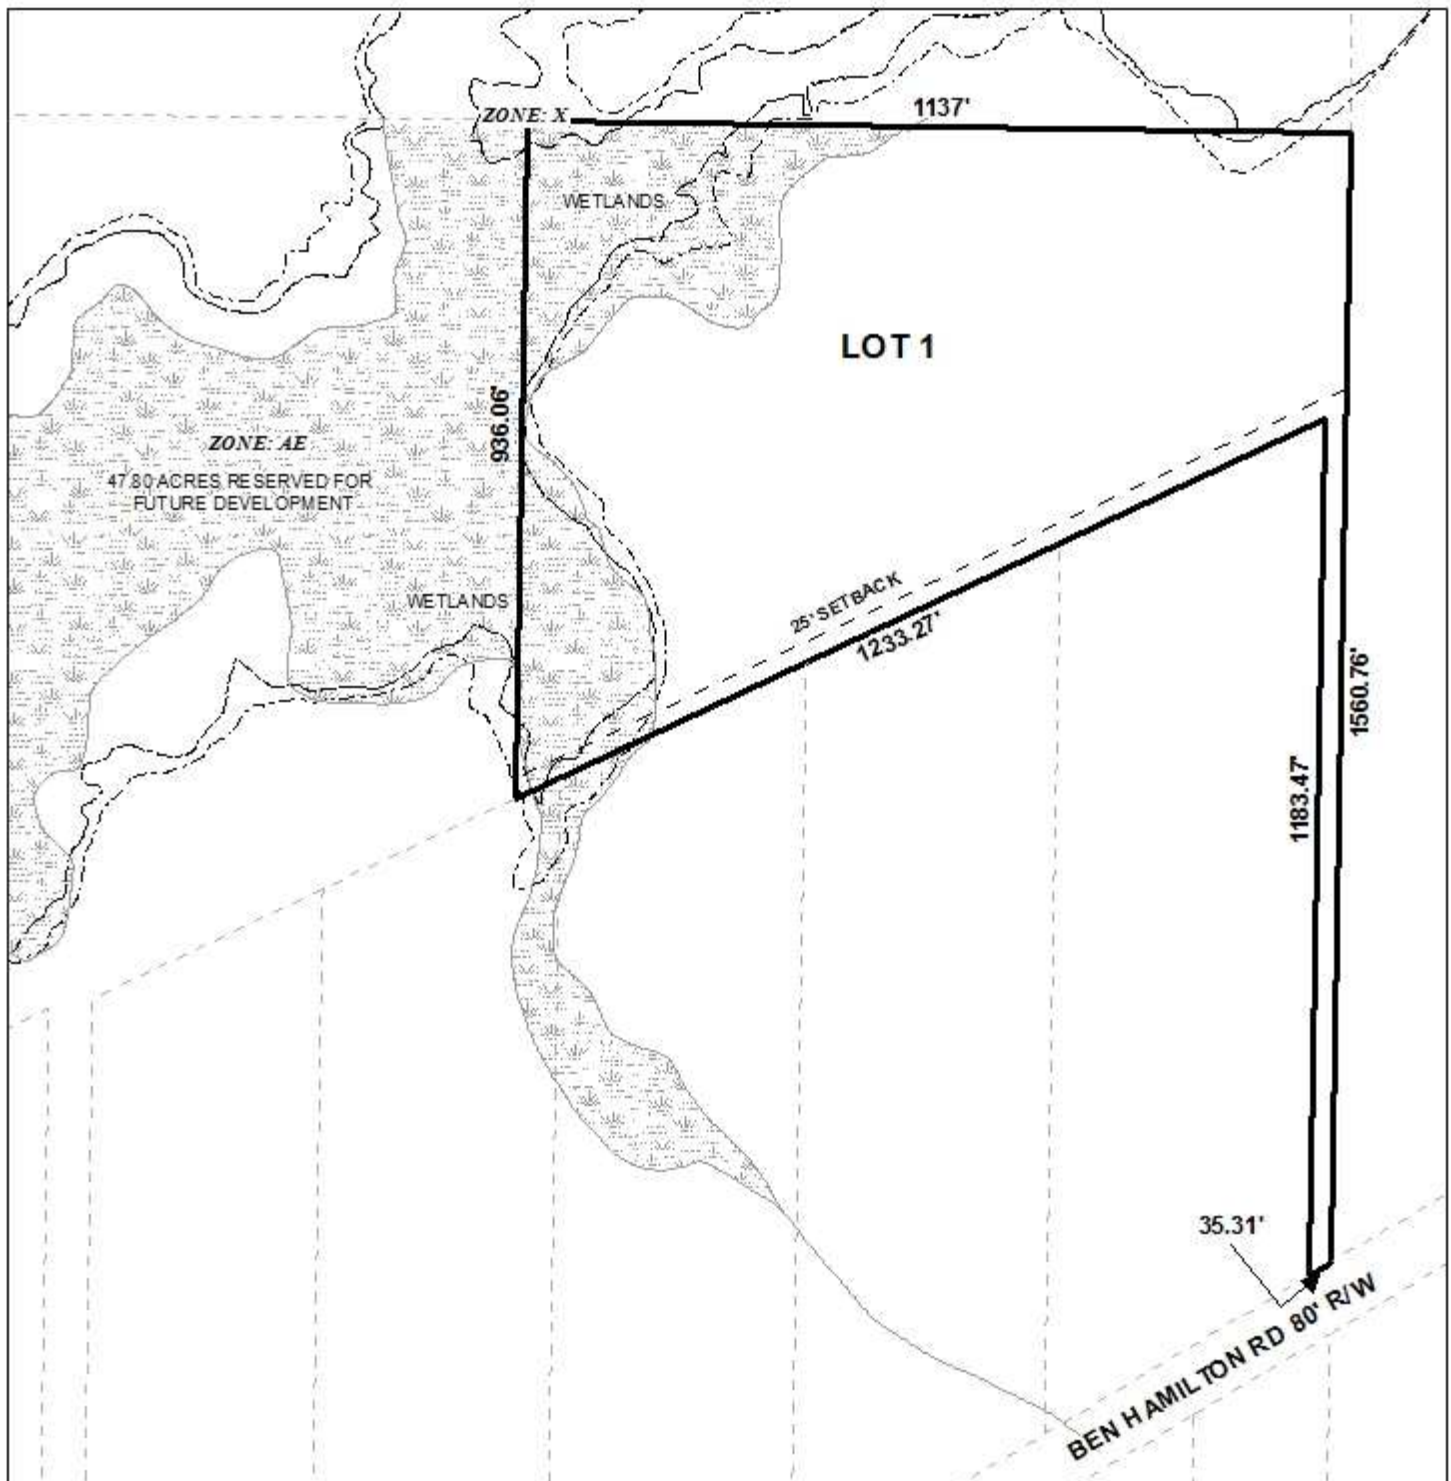 1137'
ZONE: X
WETLANDS
LOT 1
936.06'
ZONE: AE
47.80 ACRES RESERVED FOR
FUTURE DEVELOPMENT
WETLANDS
25' SETBACK
1233.27'
1560.76'
1183.47'
35.31'
BEN HAMILTON RD 80' R/W